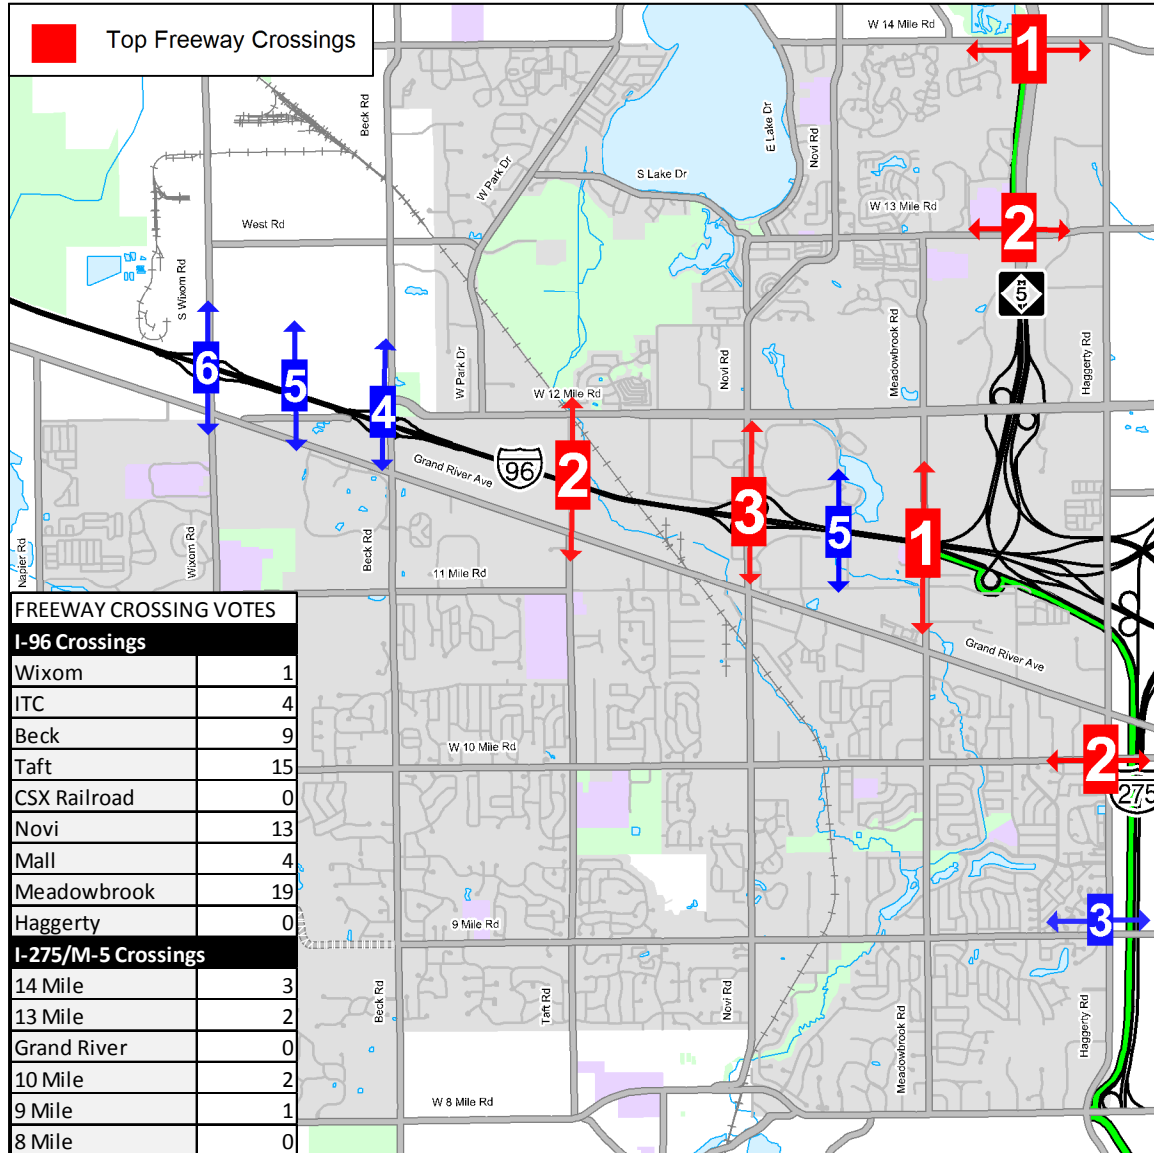 Top Freeway Crossings
W 14 Mile Rd
1
Beck Rd
E Lake Dr
Novi Rd
W Park Dr
S Lake Dr
W 13 Mile Rd
West Rd
2
S Wixom Rd
M
5
Meadowbrook Rd
Haggerty Rd
Novi Rd
W Park Dr
6
5
4
W 12 Mile Rd
Grand River Ave
96
2
3
5
1
Napier Rd
Wixom Rd
Beck Rd
11 Mile Rd
Grand River Ave
W 10 Mile Rd
2
275
9 Mile Rd
3
Beck Rd
Taft Rd
Novi Rd
Meadowbrook Rd
Haggerty Rd
W 8 Mile Rd
FREEWAY CROSSING VOTES
I-96 Crossings
Wixom 1
ITC 4
Beck 9
Taft 15
CSX Railroad 0
Novi 13
Mall 4
Meadowbrook 19
Haggerty 0
I-275/M-5 Crossings
14 Mile 3
13 Mile 2
Grand River 0
10 Mile 2
9 Mile 1
8 Mile 0